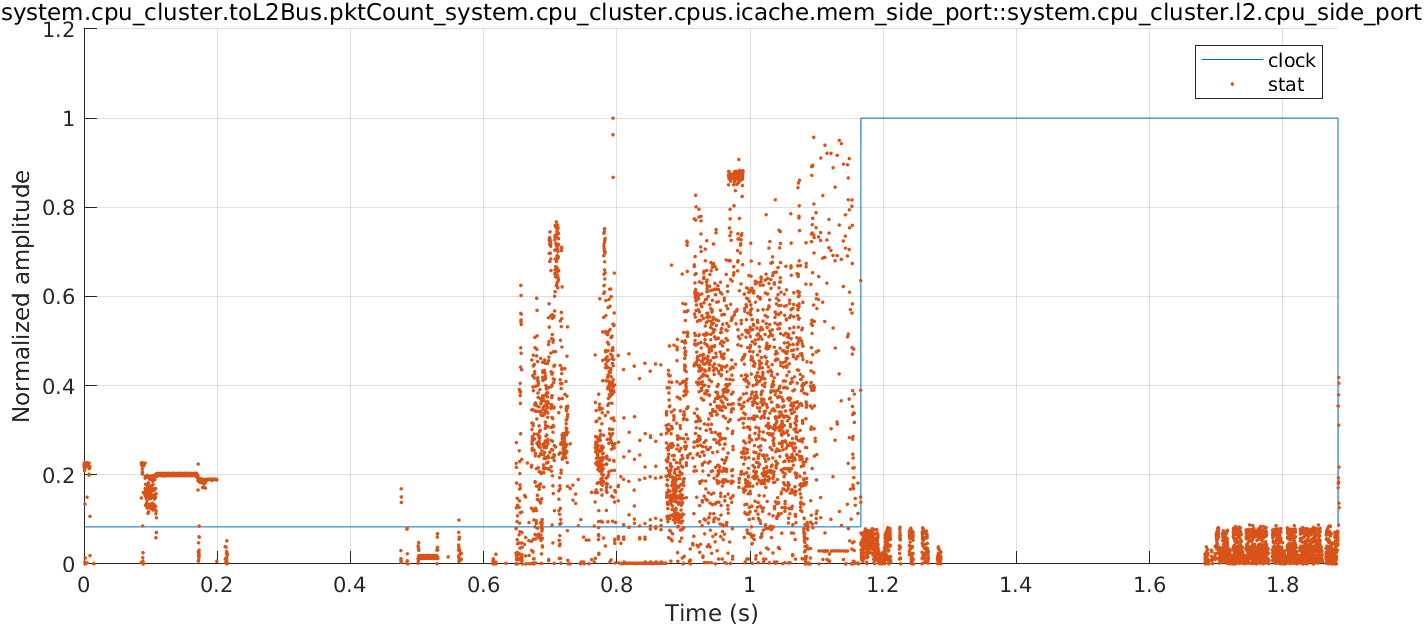 system.cpu_cluster.toL2Bus.pktCount_system.cpu_cluster.cpus.icache.mem_side_port::system.cpu_cluster.l2.cpu_side_port
1.2
1
0.8
0.6
0.4
0.2
0
Normalized amplitude
clock
stat
0 0.2 0.4 0.6 0.8 1 1.2 1.4 1.6 1.8
Time (s)